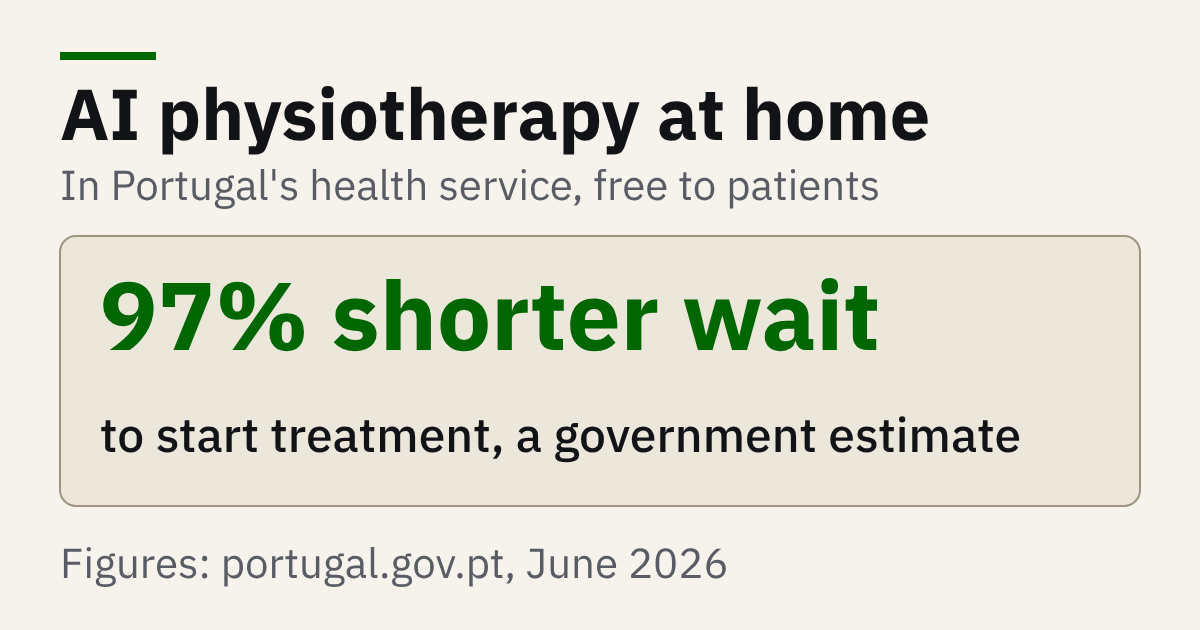 AI physiotherapy at home
In Portugal's health service, free to patients
97% shorter wait
to start treatment, a government estimate
Figures: portugal.gov.pt, June 2026